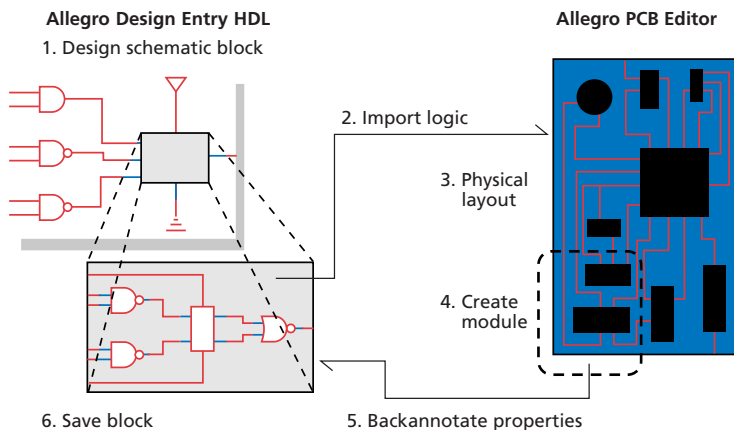 Allegro Design Entry HDL
1. Design schematic block
Allegro PCB Editor
2. Import logic
3. Physical
layout
4. Create
module
5. Backannotate properties
6. Save block